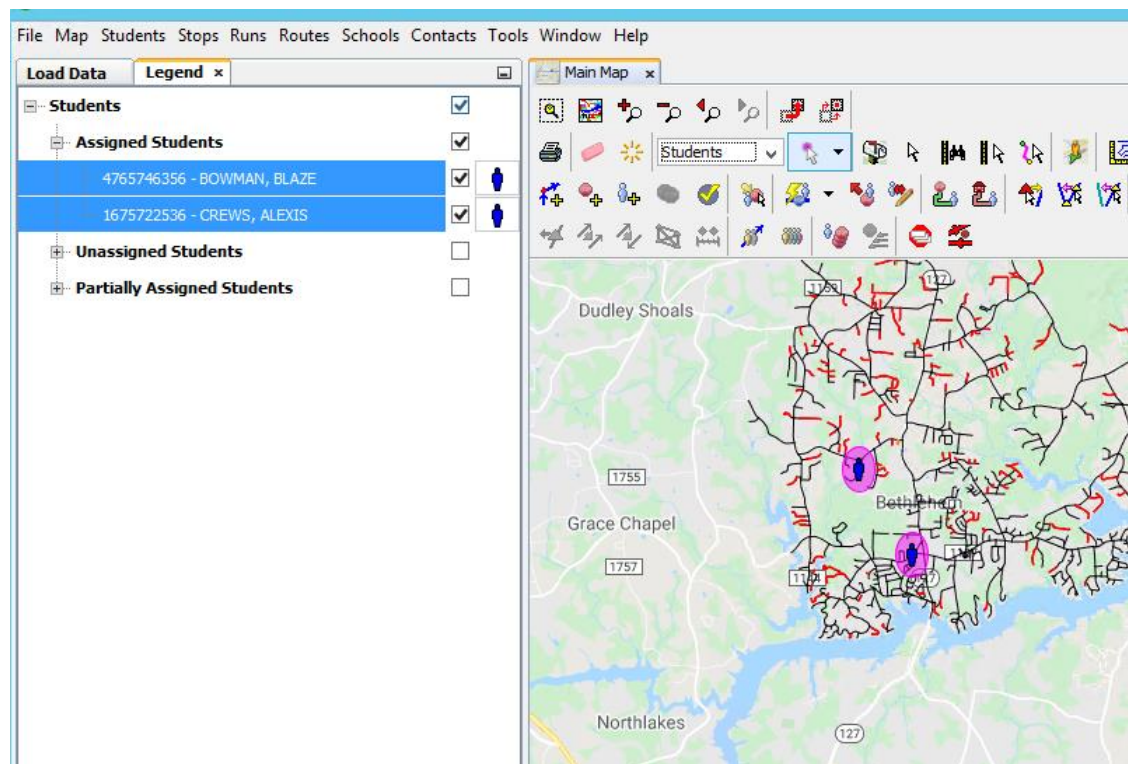 File Map Students Stops Runs Routes Schools Contacts Tools Window Help
Load Data Legend ×
Main Map ×
Students
Assigned Students
4765746356 - BOWMAN, BLAZE
1675722536 - CREWS, ALEXIS
Unassigned Students
Partially Assigned Students
Students
127
Dudley Shoals
1755
Bethlehem
Grace Chapel
1757
Northlakes
127